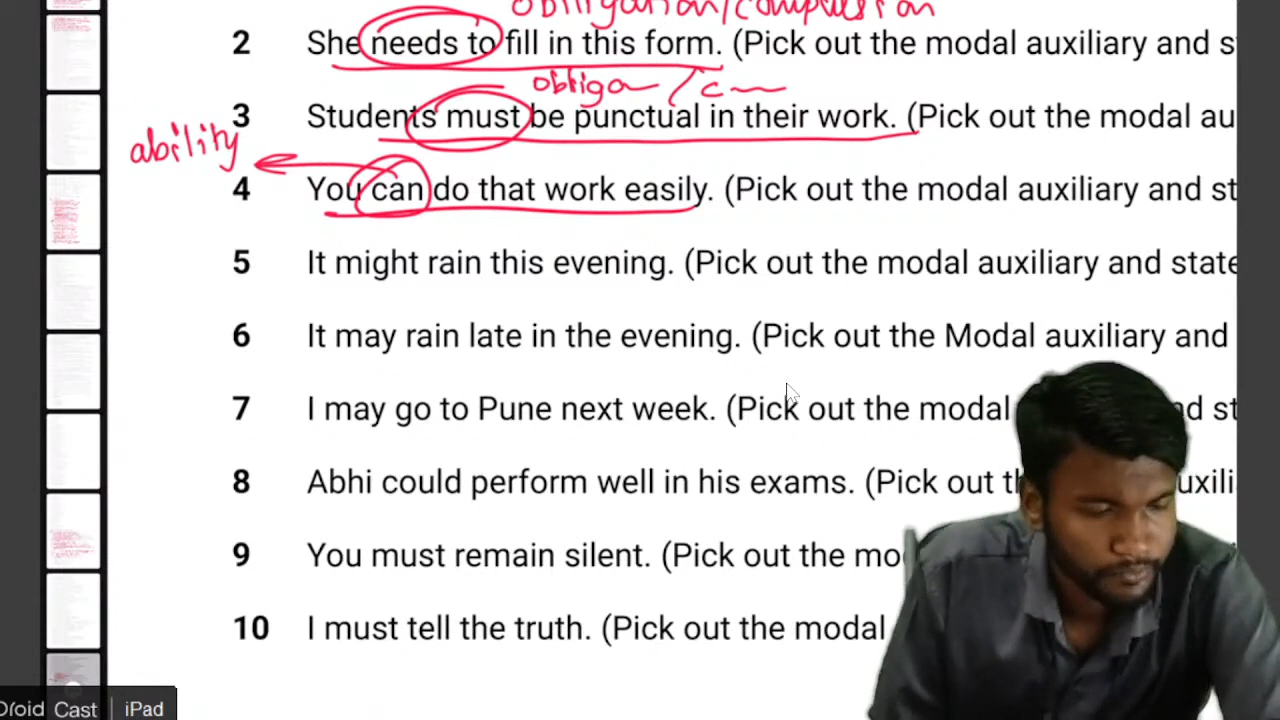 obligation/compulsion
2 She needs to fill in this form. (Pick out the modal auxiliary and s
obliga / c
3 Students must be punctual in their work. (Pick out the modal au
ability
4 You can do that work easily. (Pick out the modal auxiliary and st
5 It might rain this evening. (Pick out the modal auxiliary and state
6 It may rain late in the evening. (Pick out the Modal auxiliary and
7 I may go to Pune next week. (Pick out the modal nd st
8 Abhi could perform well in his exams. (Pick out th uxili
9 You must remain silent. (Pick out the mo
10 I must tell the truth. (Pick out the modal
Droid Cast | iPad